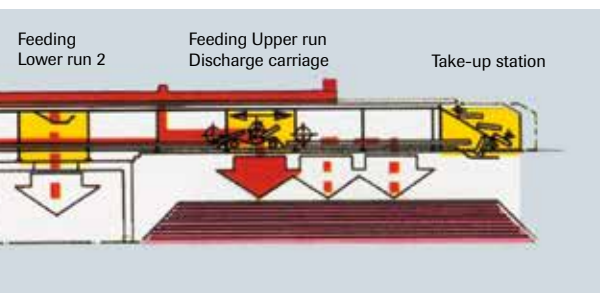 Feeding
Lower run 2
Feeding Upper run
Discharge carriage
Take-up station